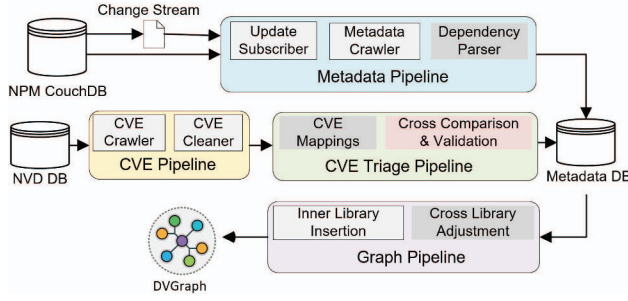 Change Stream
Update
Subscriber
Metadata
Crawler
Dependency
Parser
NPM CouchDB
Metadata Pipeline
CVE
Crawler
CVE
Cleaner
CVE
Mappings
Cross Comparison
& Validation
NVD DB
CVE Pipeline
CVE Triage Pipeline
Metadata DB
Inner Library
Insertion
Cross Library
Adjustment
Graph Pipeline
DVGraph